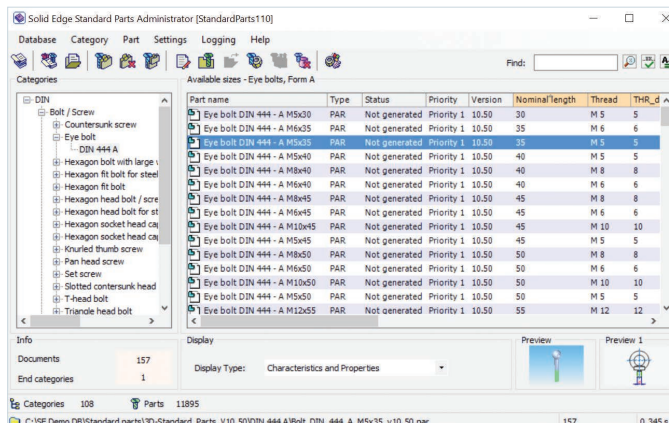 Solid Edge Standard Parts Administrator [StandardParts110]
Database Category Part Settings Logging Help
Find:
Categories
Available sizes - Eye bolts, Form A
DIN
Bolt / Screw
Countersunk screw
Eye bolt
DIN 444 A
Hexagon bolt with large
Hexagon fit bolt for steel
Hexagon fit bolt
Hexagon head bolt / scre
Hexagon head bolt for st
Hexagon socket head ca
Hexagon socket head ca
Knurled thumb screw
Pan head screw
Set screw
Slotted contersunk head
T-head bolt
Triangle head bolt
Part name Type Status Priority Version Nominal length Thread THR_d
Eye bolt DIN 444 - A M5x30 PAR Not generated Priority 1 10.50 30 M 5 5
Eye bolt DIN 444 - A M6x35 PAR Not generated Priority 1 10.50 35 M 6 6
Eye bolt DIN 444 - A M5x35 PAR Not generated Priority 1 10.50 35 M 5 5
Eye bolt DIN 444 - A M5x40 PAR Not generated Priority 1 10.50 40 M 5 5
Eye bolt DIN 444 - A M8x40 PAR Not generated Priority 1 10.50 40 M 8 8
Eye bolt DIN 444 - A M6x40 PAR Not generated Priority 1 10.50 40 M 6 6
Eye bolt DIN 444 - A M8x45 PAR Not generated Priority 1 10.50 45 M 8 8
Eye bolt DIN 444 - A M6x45 PAR Not generated Priority 1 10.50 45 M 6 6
Eye bolt DIN 444 - A M10x45 PAR Not generated Priority 1 10.50 45 M 10 10
Eye bolt DIN 444 - A M5x45 PAR Not generated Priority 1 10.50 45 M 5 5
Eye bolt DIN 444 - A M8x50 PAR Not generated Priority 1 10.50 50 M 8 8
Eye bolt DIN 444 - A M6x50 PAR Not generated Priority 1 10.50 50 M 6 6
Eye bolt DIN 444 - A M10x50 PAR Not generated Priority 1 10.50 50 M 10 10
Eye bolt DIN 444 - A M5x50 PAR Not generated Priority 1 10.50 50 M 5 5
Eye bolt DIN 444 - A M12x55 PAR Not generated Priority 1 10.50 55 M 12 12
Info
Documents 157
End categories 1
Display
Display Type: Characteristics and Properties
Preview
Preview 1
Categories 108 Parts 11895
C:\SE Demo DB\Standard parts\3D-Standard_Parts_V10_50\DIN_444_A\Bolt_DIN_444_A_M5x35_v10_50.par 157 0.345 s